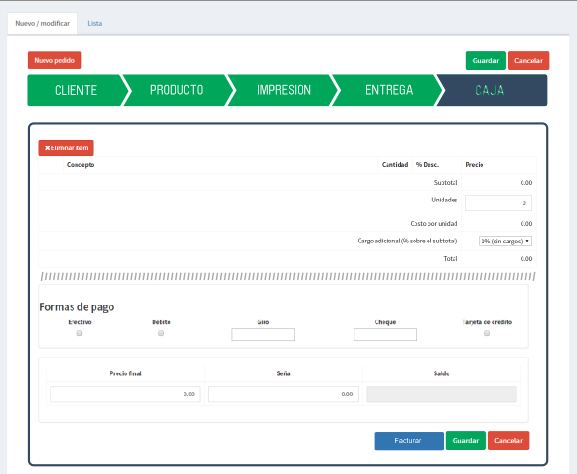 Nuevo / modificar Lista
Nuevo pedido Guardar Cancelar
CLIENTE PRODUCTO IMPRESION ENTREGA CAJA
Eliminar item
Concepto Cantidad % Desc. Precio
Subtotal 0.00
Unidades
Costo por unidad 0.00
Cargo adicional (% sobre el subtotal) 0% (sin cargos)
Total 0.00
Formas de pago
Efectivo Debito Giro Cheque Tarjeta de credito
Precio final Seña Saldo
0.00 0.00
Facturar Guardar Cancelar